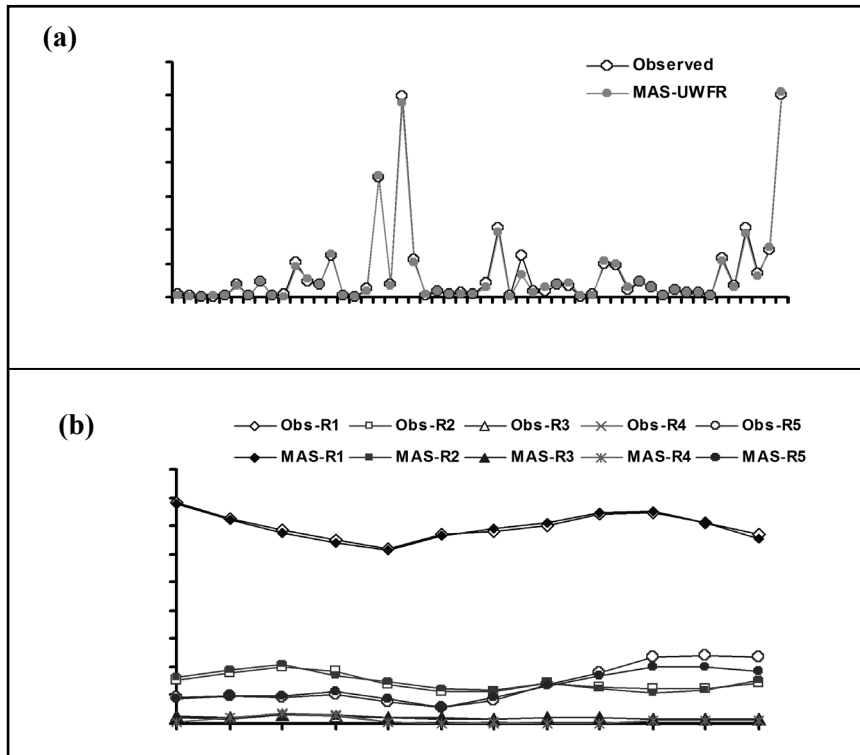 (a)
Observed
MAS-UWFR
(b)
Obs-R1 Obs-R2 Obs-R3 Obs-R4 Obs-R5
MAS-R1 MAS-R2 MAS-R3 MAS-R4 MAS-R5